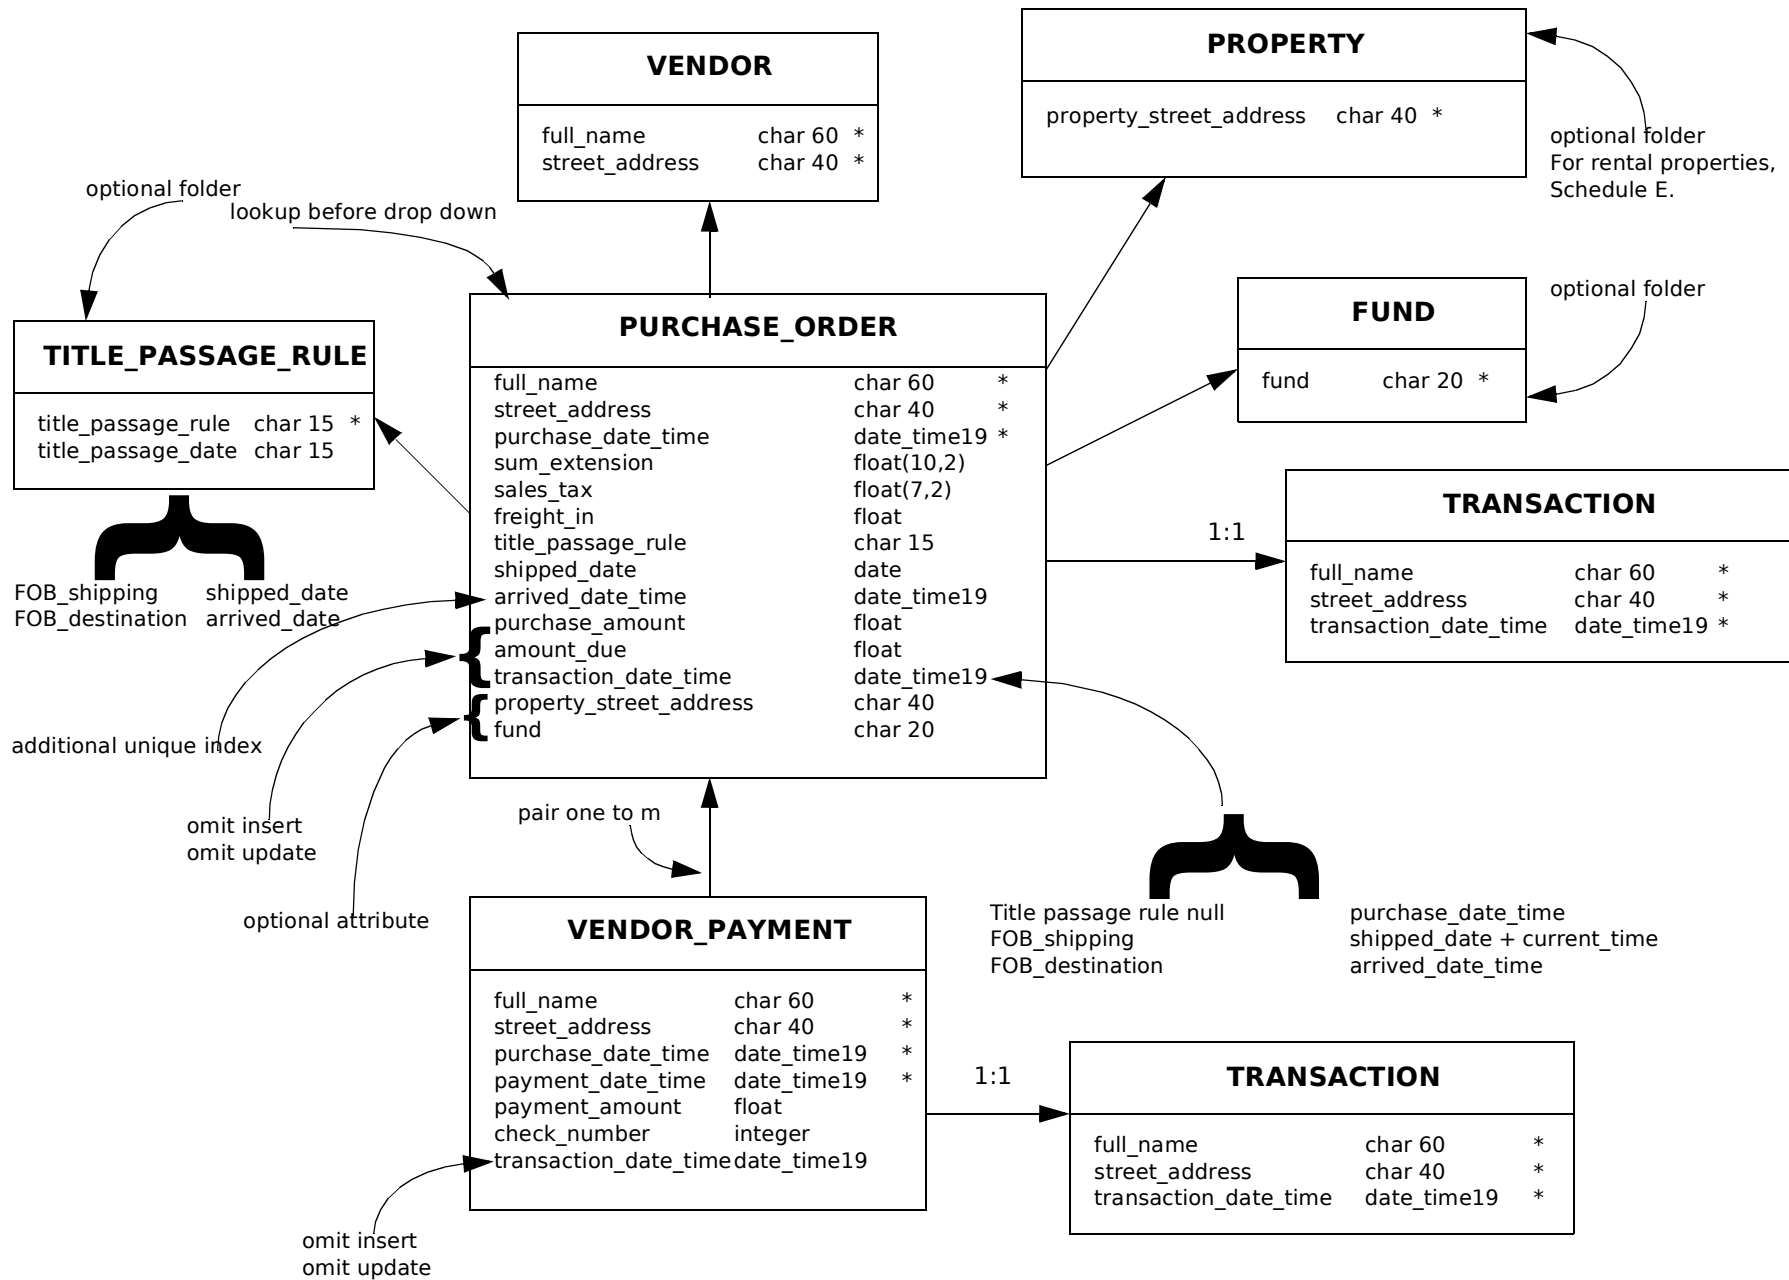 VENDOR
full_name char 60 *
street_address char 40 *
PROPERTY
property_street_address char 40 *
optional folder
For rental properties,
Schedule E.
optional folder
lookup before drop down
TITLE_PASSAGE_RULE
title_passage_rule char 15 *
title_passage_date char 15
FOB_shipping shipped_date
FOB_destination arrived_date
PURCHASE_ORDER
full_name char 60 *
street_address char 40 *
purchase_date_time date_time19 *
sum_extension float(10,2)
sales_tax float(7,2)
freight_in float
title_passage_rule char 15
shipped_date date
arrived_date_time date_time19
purchase_amount float
amount_due float
transaction_date_time date_time19
property_street_address char 40
fund char 20
FUND
fund char 20 *
optional folder
1:1
TRANSACTION
full_name char 60 *
street_address char 40 *
transaction_date_time date_time19 *
additional unique index
omit insert
omit update
optional attribute
pair one to m
Title passage rule null purchase_date_time
FOB_shipping shipped_date + current_time
FOB_destination arrived_date_time
VENDOR_PAYMENT
full_name char 60 *
street_address char 40 *
purchase_date_time date_time19 *
payment_date_time date_time19 *
payment_amount float
check_number integer
transaction_date_time date_time19
omit insert
omit update
1:1
TRANSACTION
full_name char 60 *
street_address char 40 *
transaction_date_time date_time19 *